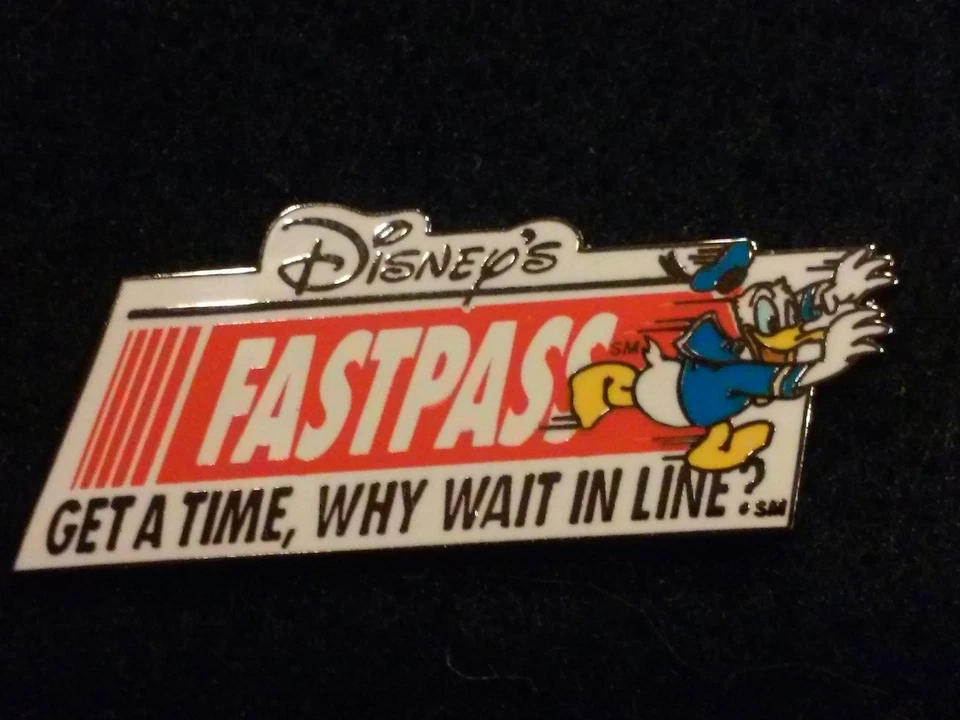 Disney's
FASTPASS SM
GET A TIME, WHY WAIT IN LINE? SM